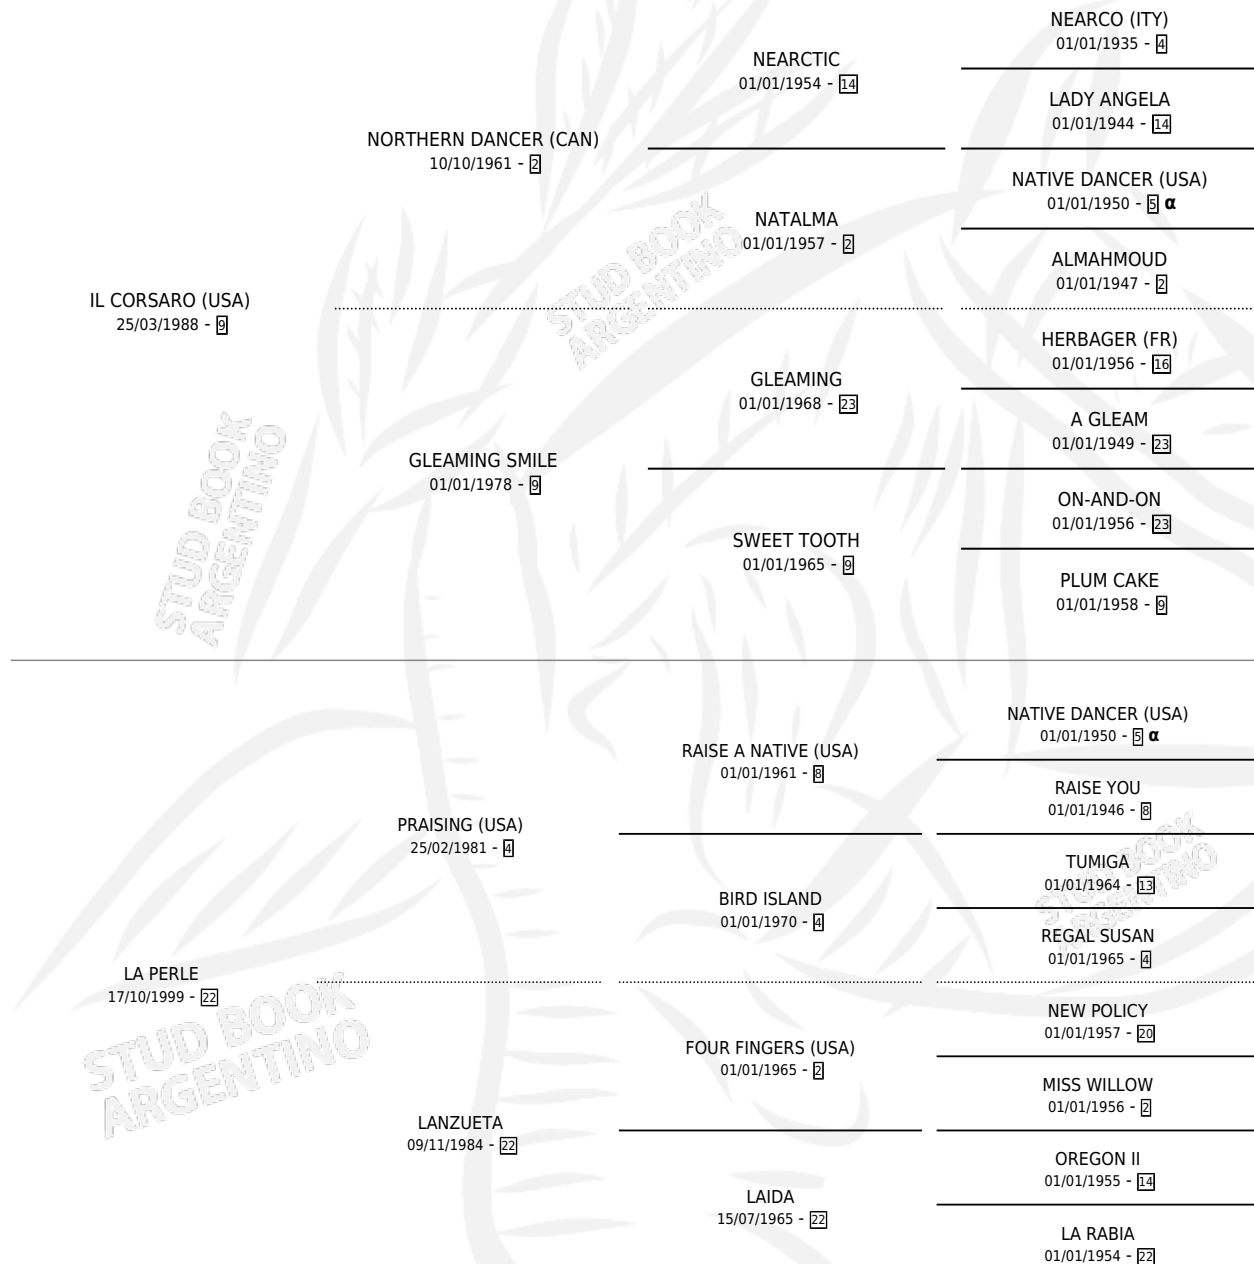 NEARCO (ITY)
01/01/1935 - 4
NEARCTIC
01/01/1954 - 14
LADY ANGELA
01/01/1944 - 14
NORTHERN DANCER (CAN)
10/10/1961 - 2
NATIVE DANCER (USA)
01/01/1950 - 5 α
NATALMA
01/01/1957 - 2
ALMAHMOUD
01/01/1947 - 2
STUD BOOK
ARGENTINO
IL CORSARO (USA)
25/03/1988 - 9
HERBAGER (FR)
01/01/1956 - 16
GLEAMING
01/01/1968 - 23
A GLEAM
01/01/1949 - 23
GLEAMING SMILE
01/01/1978 - 9
STUD BOOK
ARGENTINO
ON-AND-ON
01/01/1956 - 23
SWEET TOOTH
01/01/1965 - 9
PLUM CAKE
01/01/1958 - 9
NATIVE DANCER (USA)
01/01/1950 - 5 α
RAISE A NATIVE (USA)
01/01/1961 - 8
RAISE YOU
01/01/1946 - 8
PRAISING (USA)
25/02/1981 - 4
STUD BOOK
ARGENTINO
TUMIGA
01/01/1964 - 13
BIRD ISLAND
01/01/1970 - 4
REGAL SUSAN
01/01/1965 - 4
LA PERLE
17/10/1999 - 22
STUD BOOK
ARGENTINO
NEW POLICY
01/01/1957 - 20
FOUR FINGERS (USA)
01/01/1965 - 2
MISS WILLOW
01/01/1956 - 2
LANZUETA
09/11/1984 - 22
OREGON II
01/01/1955 - 14
LAIDA
15/07/1965 - 22
LA RABIA
01/01/1954 - 22